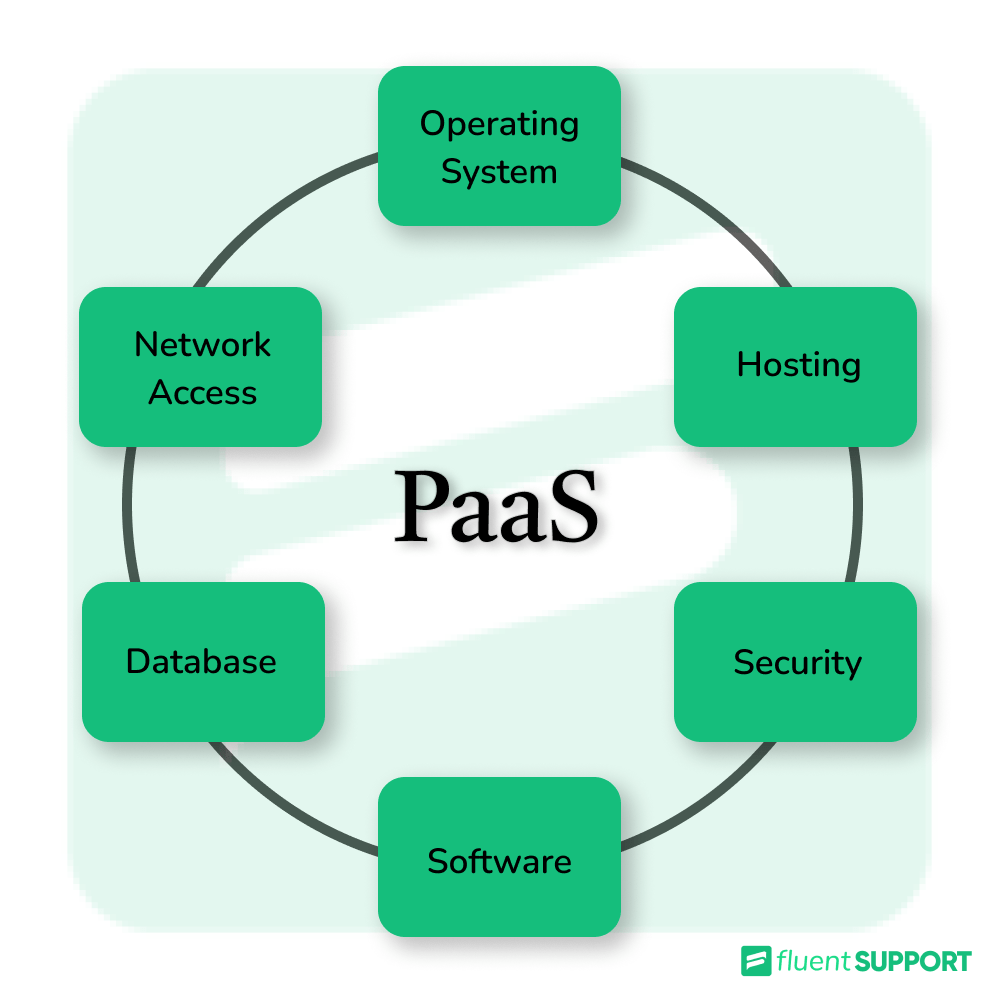 Operating
System
Network
Access
Hosting
PaaS
Database
Security
Software
fluent SUPPORT